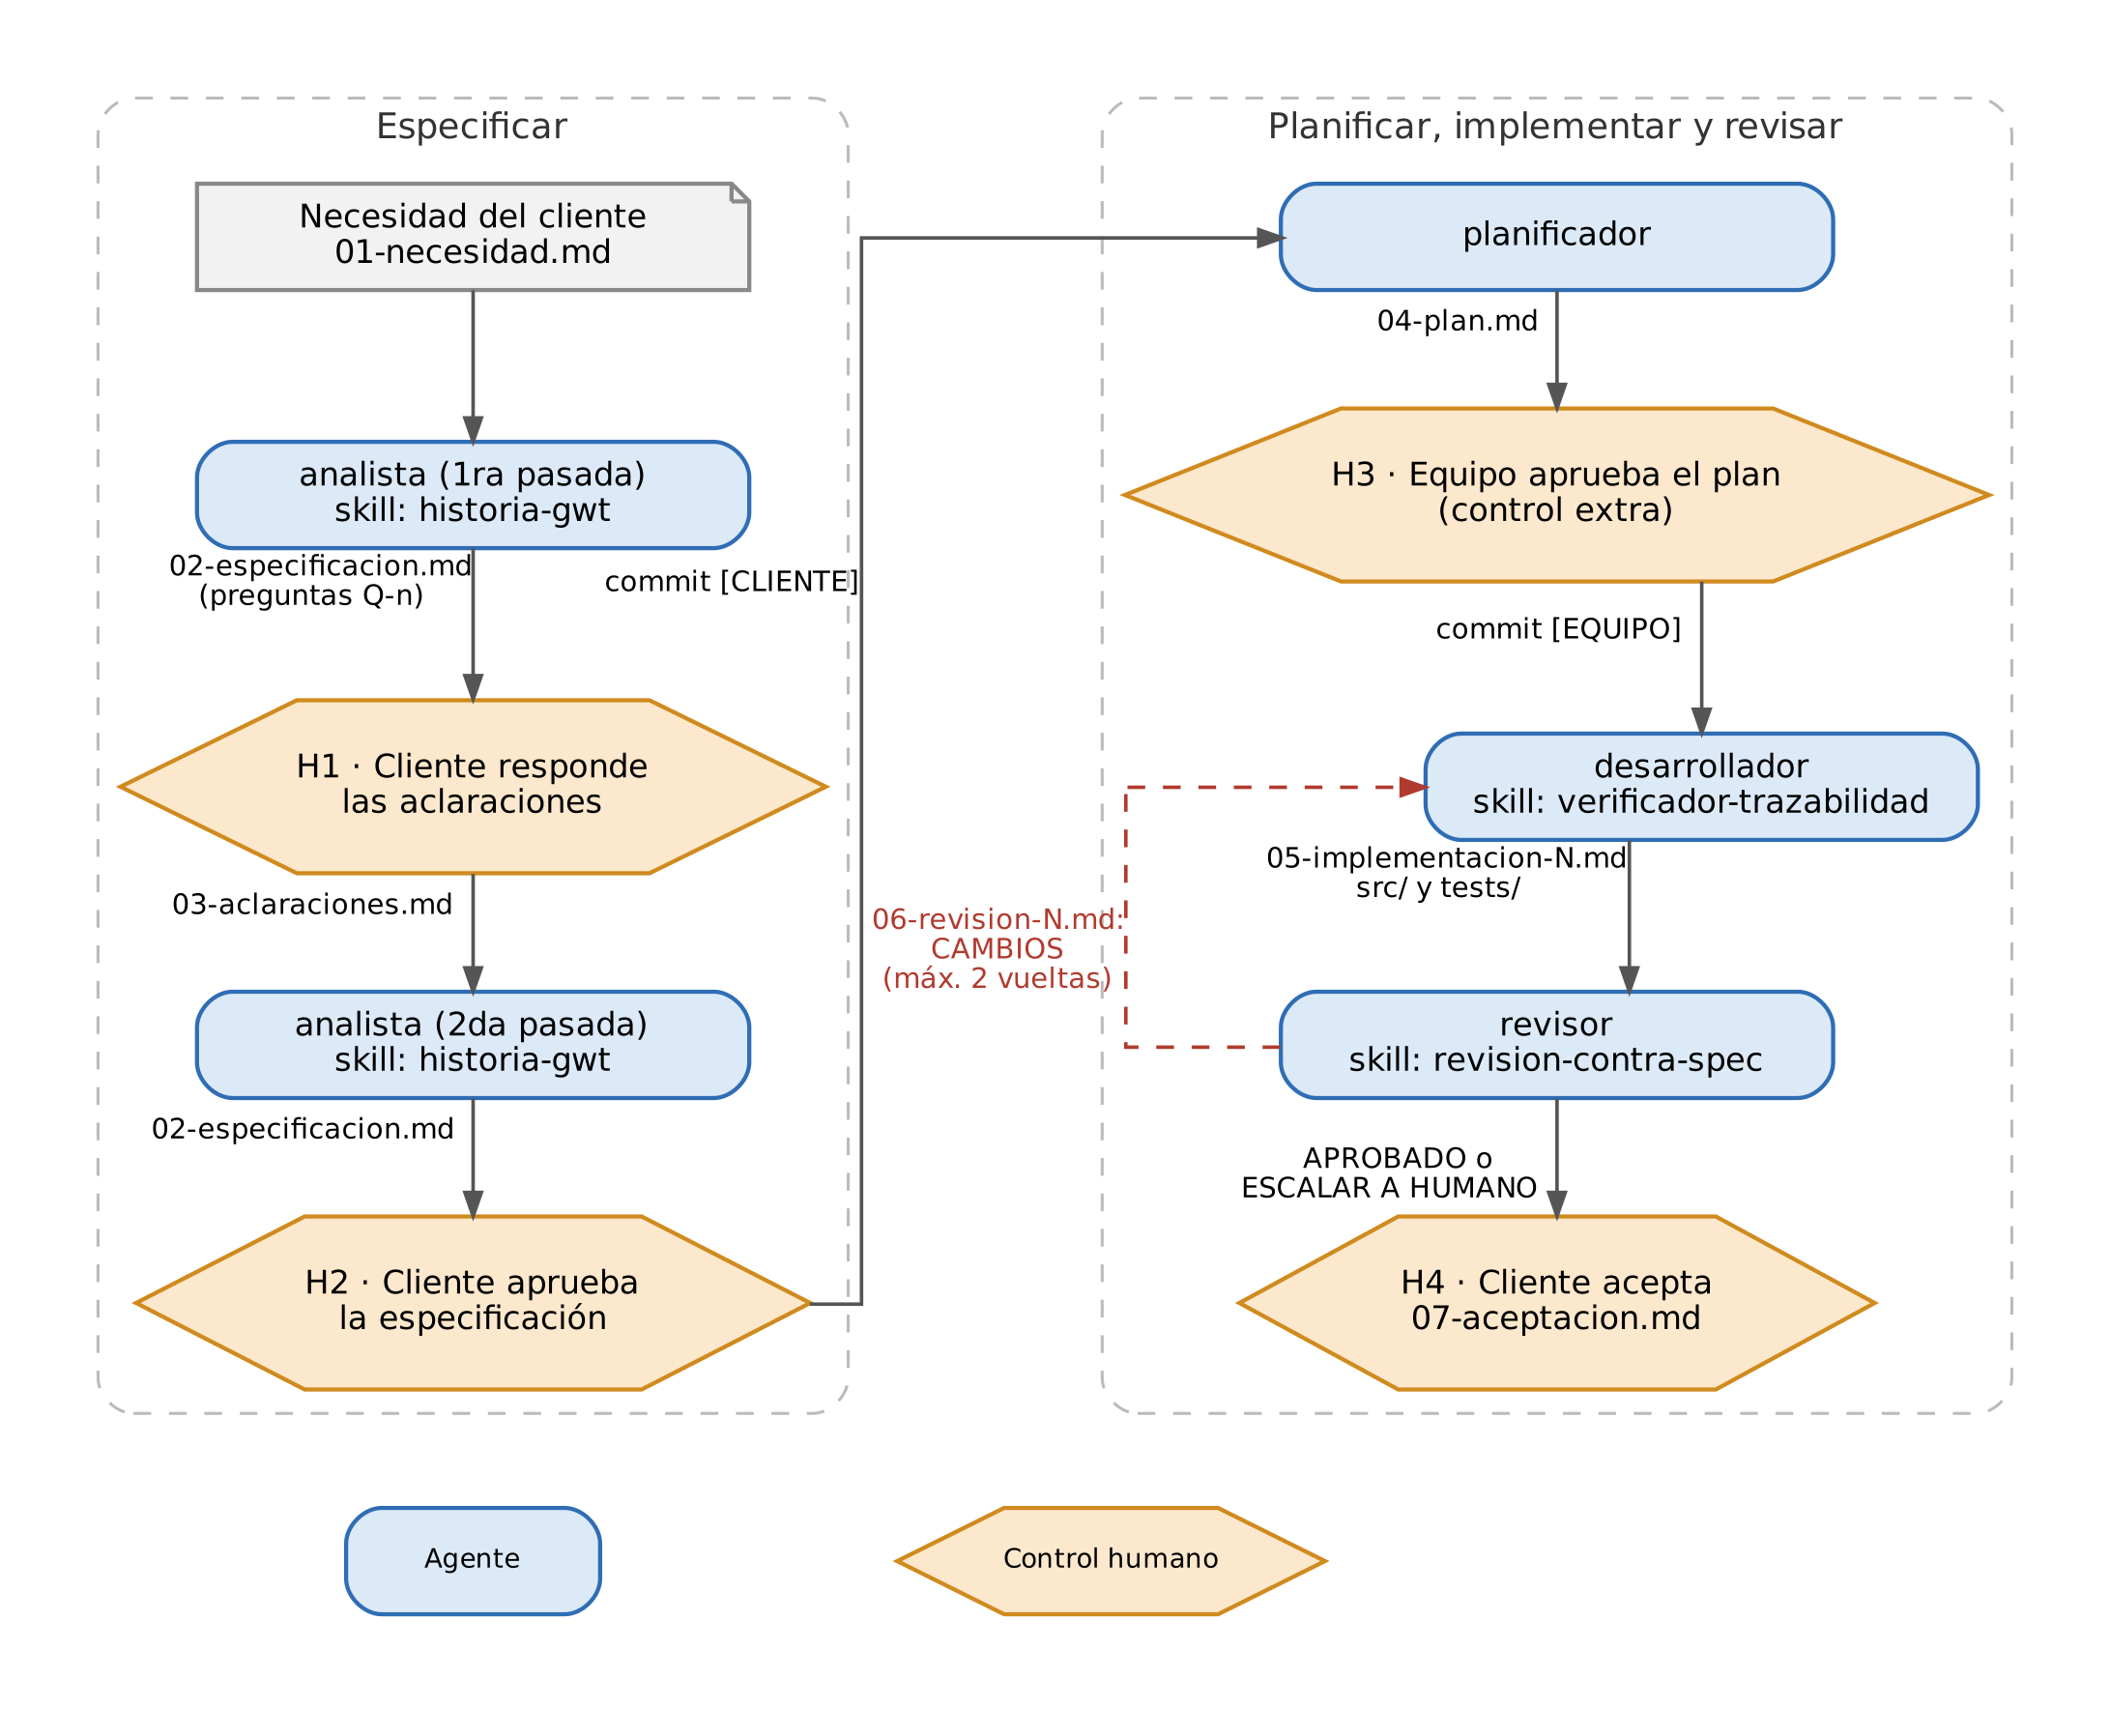 Especificar
Necesidad del cliente
01-necesidad.md
analista (1ra pasada)
skill: historia-gwt
02-especificacion.md
(preguntas Q-n)
commit [CLIENTE]
H1 · Cliente responde
las aclaraciones
03-aclaraciones.md
analista (2da pasada)
skill: historia-gwt
02-especificacion.md
H2 · Cliente aprueba
la especificación
Planificar, implementar y revisar
planificador
04-plan.md
H3 · Equipo aprueba el plan
(control extra)
commit [EQUIPO]
desarrollador
skill: verificador-trazabilidad
05-implementacion-N.md
src/ y tests/
06-revision-N.md:
CAMBIOS
(máx. 2 vueltas)
revisor
skill: revision-contra-spec
APROBADO o
ESCALAR A HUMANO
H4 · Cliente acepta
07-aceptacion.md
Agente
Control humano